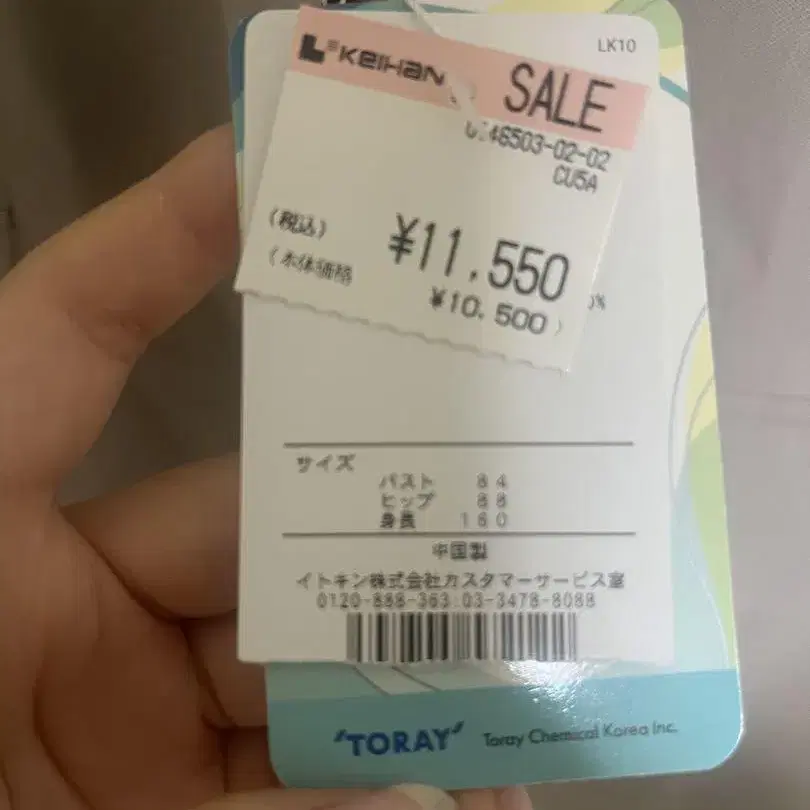 LK10
KEIHAN SALE
46503-02-02
CU5A
(税込) ¥11,550
(本体価格 ¥10,500)
%
サイズ
バスト 84
ヒップ 88
身長 160
中国製
イトキン株式会社カスタマーサービス室
0120-888-363:03-3478-8088
"TORAY" Toray Chemical Korea Inc.